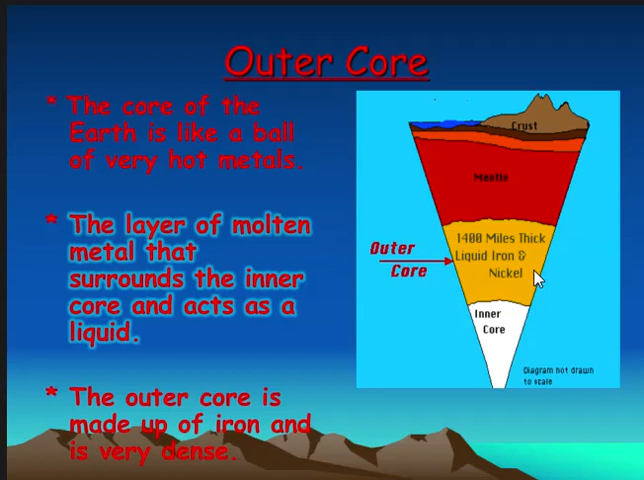 Outer Core
* The core of the
Earth is like a ball
of very hot metals.
* The layer of molten
metal that
surrounds the inner
core and acts as a
liquid.
* The outer core is
made up of iron and
is very dense.
Crust
Mantle
1400 Miles Thick
Liquid Iron &
Nickel
Outer
Core
Inner
Core
Diagram not drawn
to scale